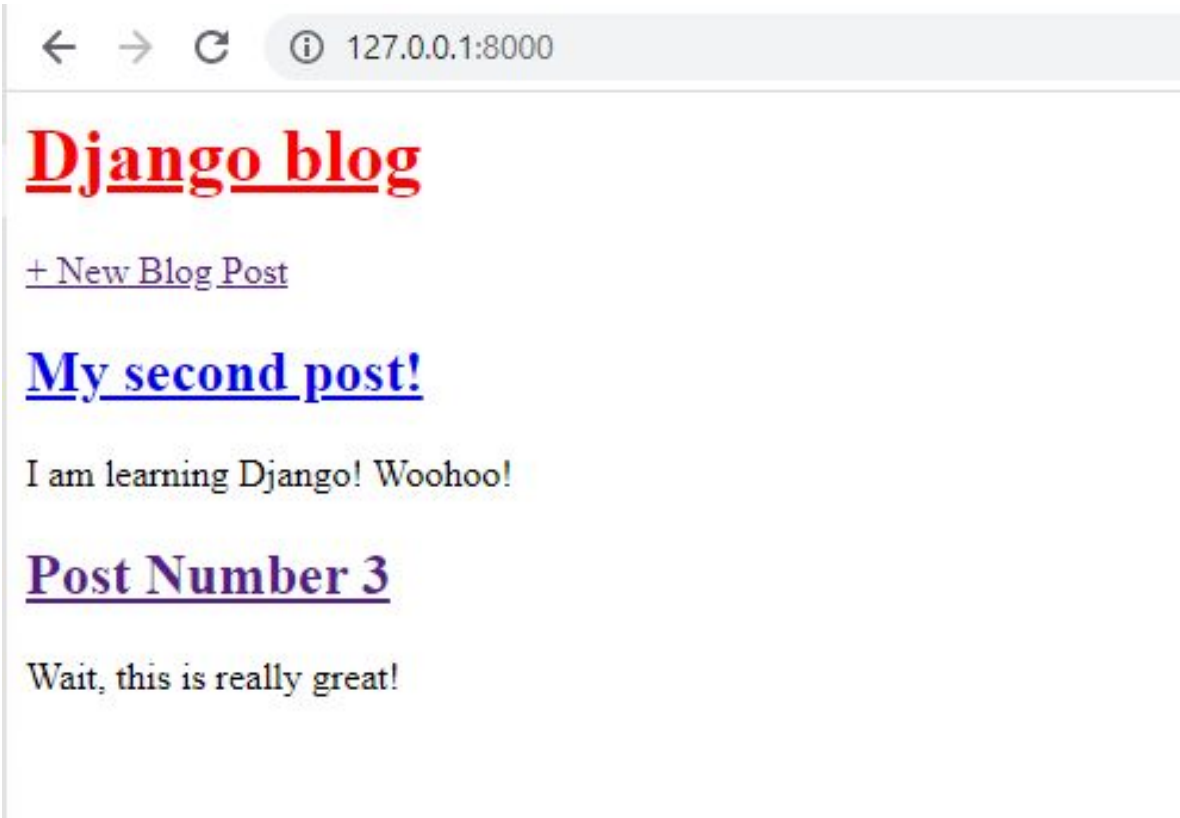 127.0.0.1:8000
Django blog
+ New Blog Post
My second post!
I am learning Django! Woohoo!
Post Number 3
Wait, this is really great!